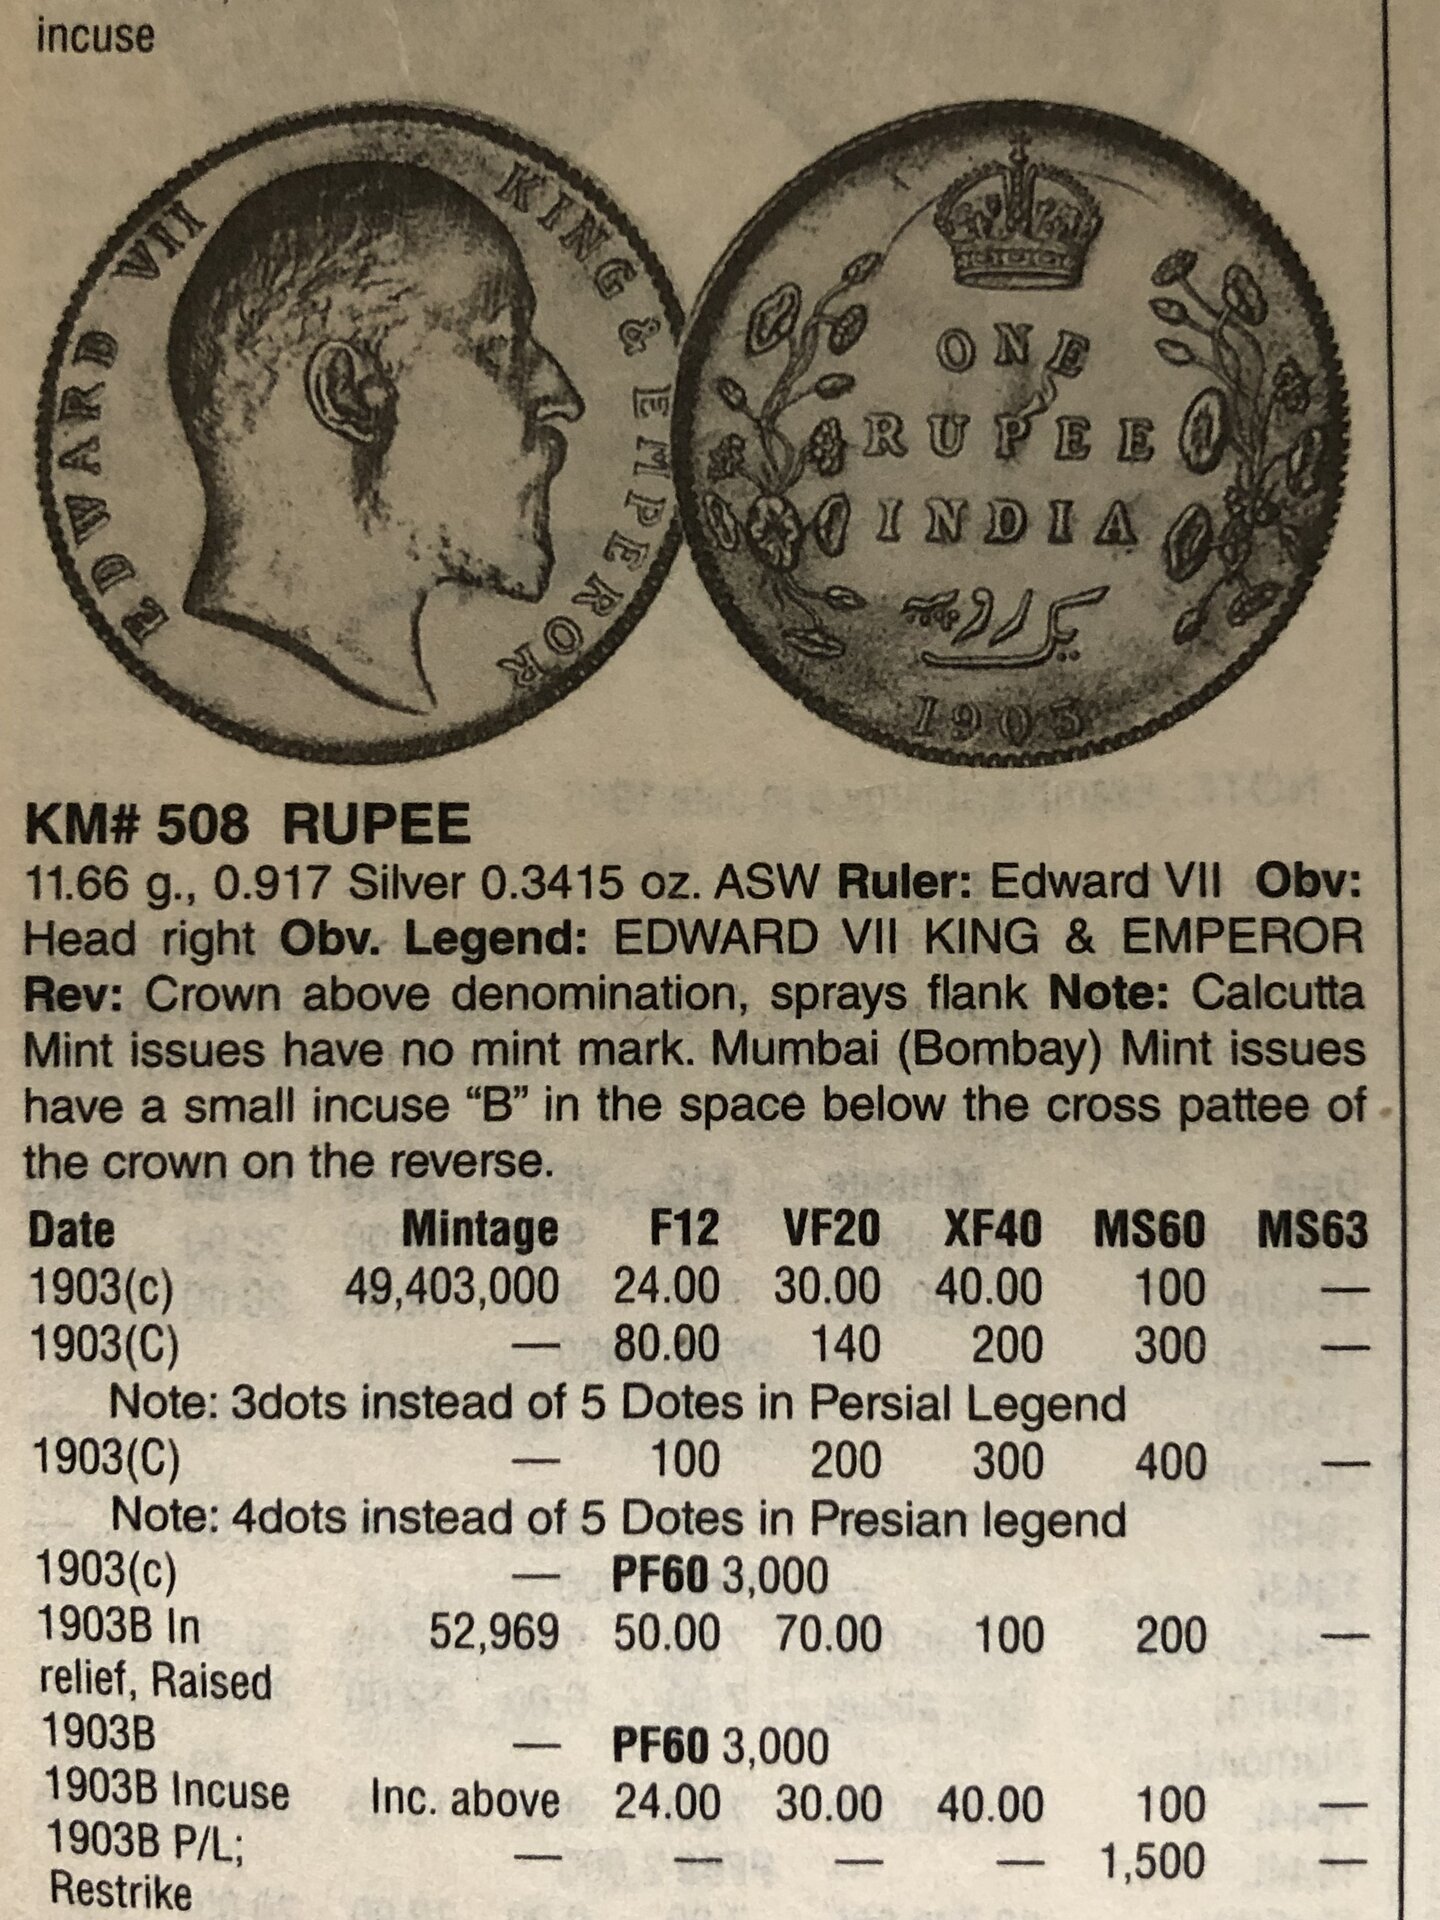 incuse
EDWARD VII KING & EMPEROR
ONE
RUPEE
INDIA
یک روپیہ
1903
KM# 508 RUPEE
11.66 g., 0.917 Silver 0.3415 oz. ASW Ruler: Edward VII Obv:
Head right Obv. Legend: EDWARD VII KING & EMPEROR
Rev: Crown above denomination, sprays flank Note: Calcutta
Mint issues have no mint mark. Mumbai (Bombay) Mint issues
have a small incuse “B” in the space below the cross pattee of
the crown on the reverse.
Date Mintage F12 VF20 XF40 MS60 MS63
1903(c) 49,403,000 24.00 30.00 40.00 100 —
1903(C) — 80.00 140 200 300 —
Note: 3dots instead of 5 Dotes in Persial Legend
1903(C) — 100 200 300 400 —
Note: 4dots instead of 5 Dotes in Presian legend
1903(c) — PF60 3,000
1903B In 52,969 50.00 70.00 100 200 —
relief, Raised
1903B — PF60 3,000
1903B Incuse Inc. above 24.00 30.00 40.00 100 —
1903B P/L; — — — — 1,500 —
Restrike